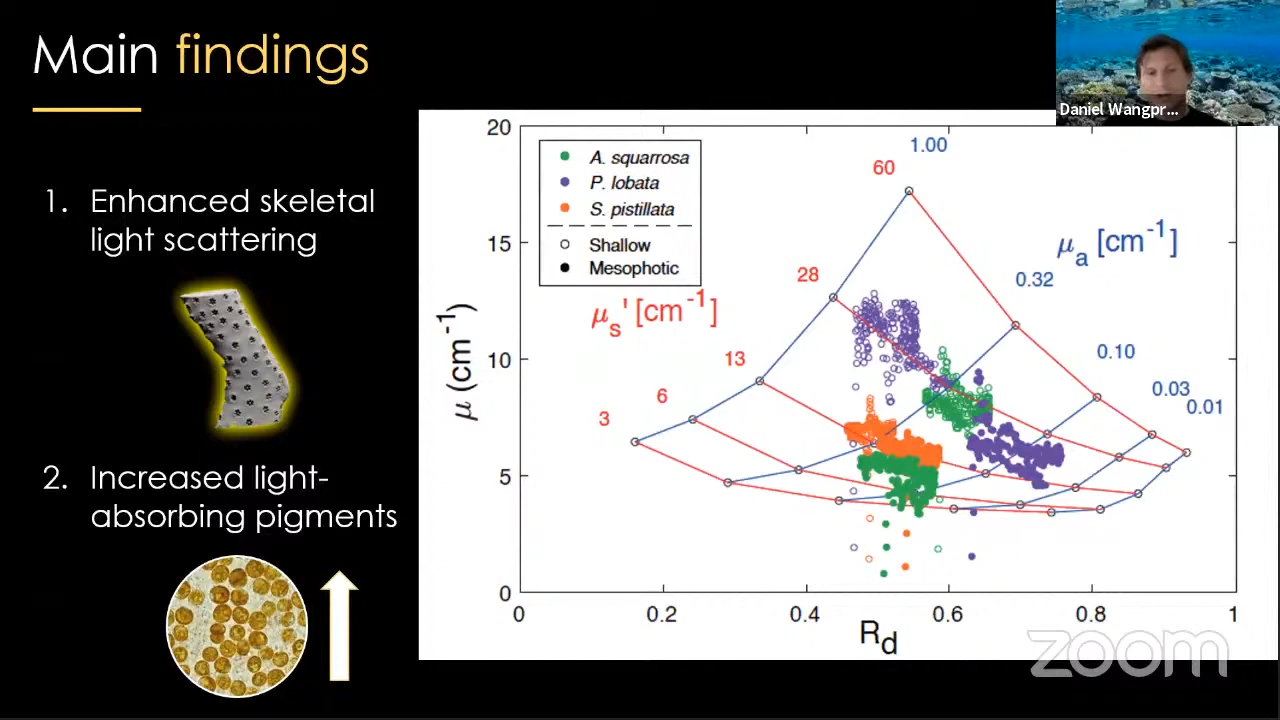 Main findings
Daniel Wangpr...
1. Enhanced skeletal
light scattering
2. Increased light-
absorbing pigments
A. squarrosa
P. lobata
S. pistillata
Shallow
Mesophotic
μs' [cm-1]
μa [cm-1]
60
28
13
6
3
1.00
0.32
0.10
0.03
0.01
μ (cm-1)
20
15
10
5
0
0
0.2
0.4
0.6
0.8
1
Rd
zoom